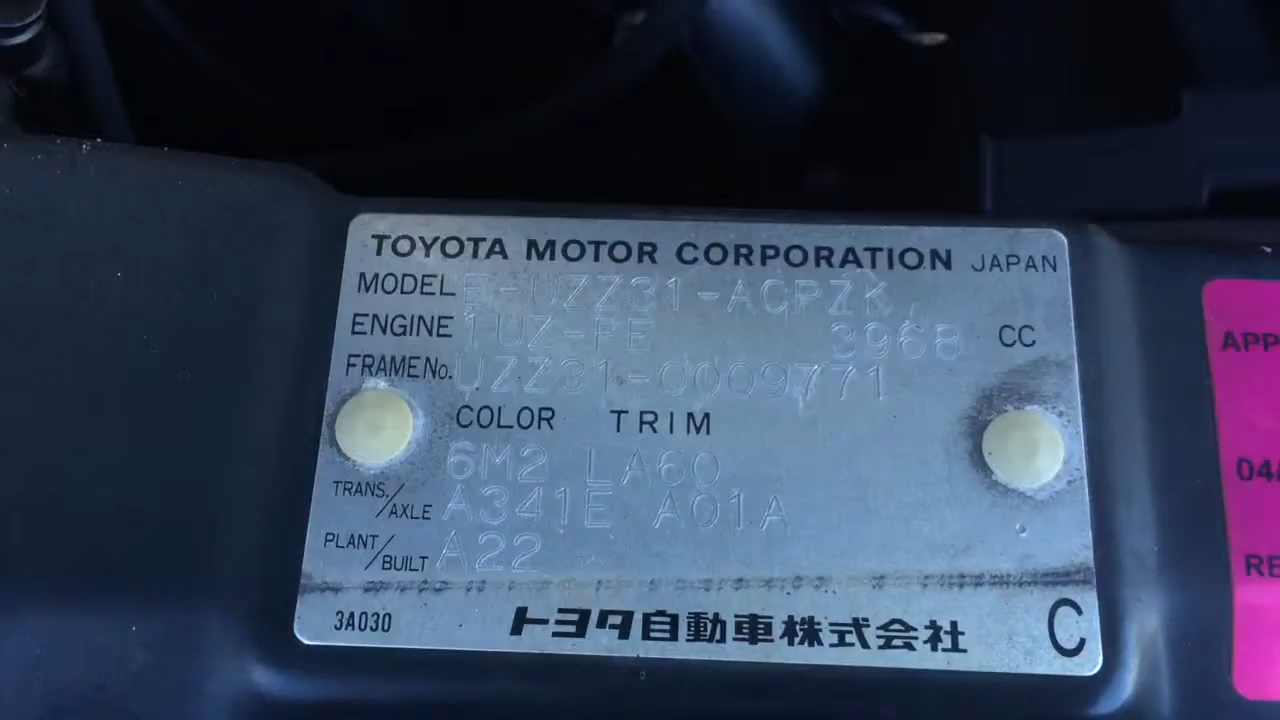 TOYOTA MOTOR CORPORATION JAPAN
MODEL E-UZZ31-ACPZK
ENGINE 1UZ-FE 3968 CC
FRAME No. UZZ31-0009771
COLOR TRIM
6M2 LA60
TRANS./AXLE A341E A01A
PLANT/BUILT A22
3A030 トヨタ自動車株式会社 C
APP
04
RE